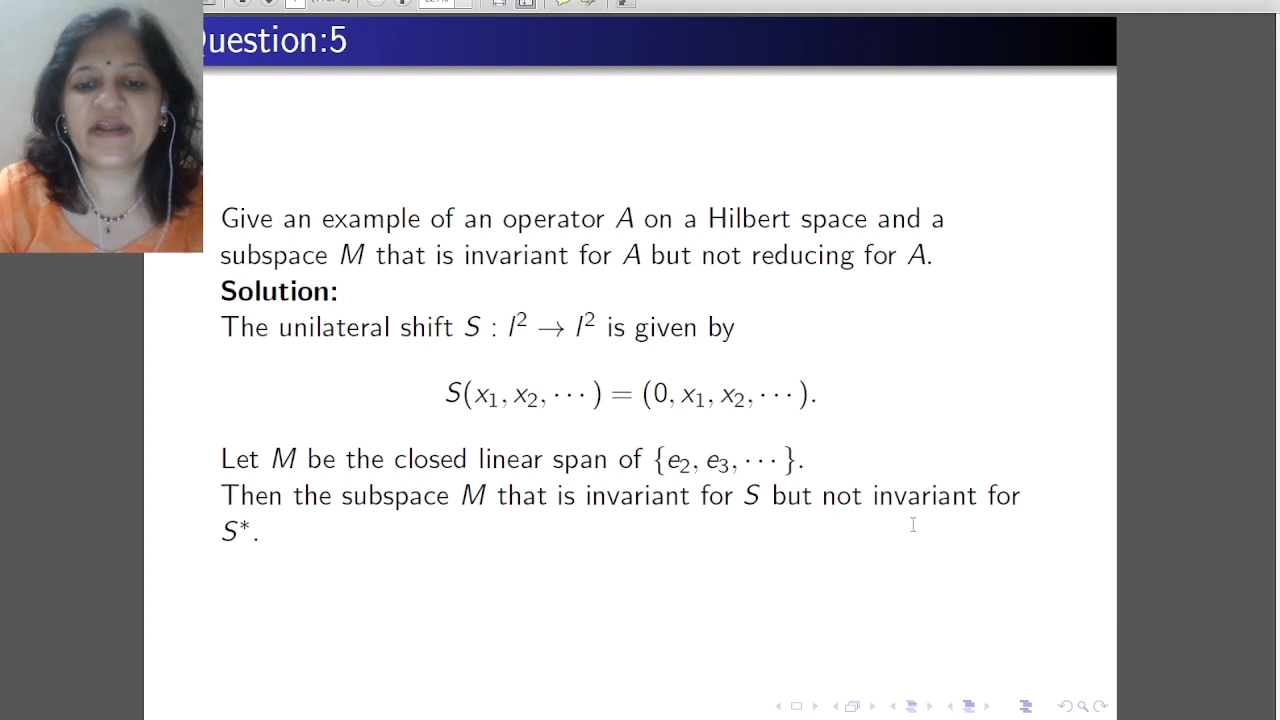 Question:5
Give an example of an operator A on a Hilbert space and a
subspace M that is invariant for A but not reducing for A.
Solution:
The unilateral shift S : l² → l² is given by
S(x₁, x₂, ⋯ ) = (0, x₁, x₂, ⋯ ).
Let M be the closed linear span of {e₂, e₃, ⋯ }.
Then the subspace M that is invariant for S but not invariant for
S*.